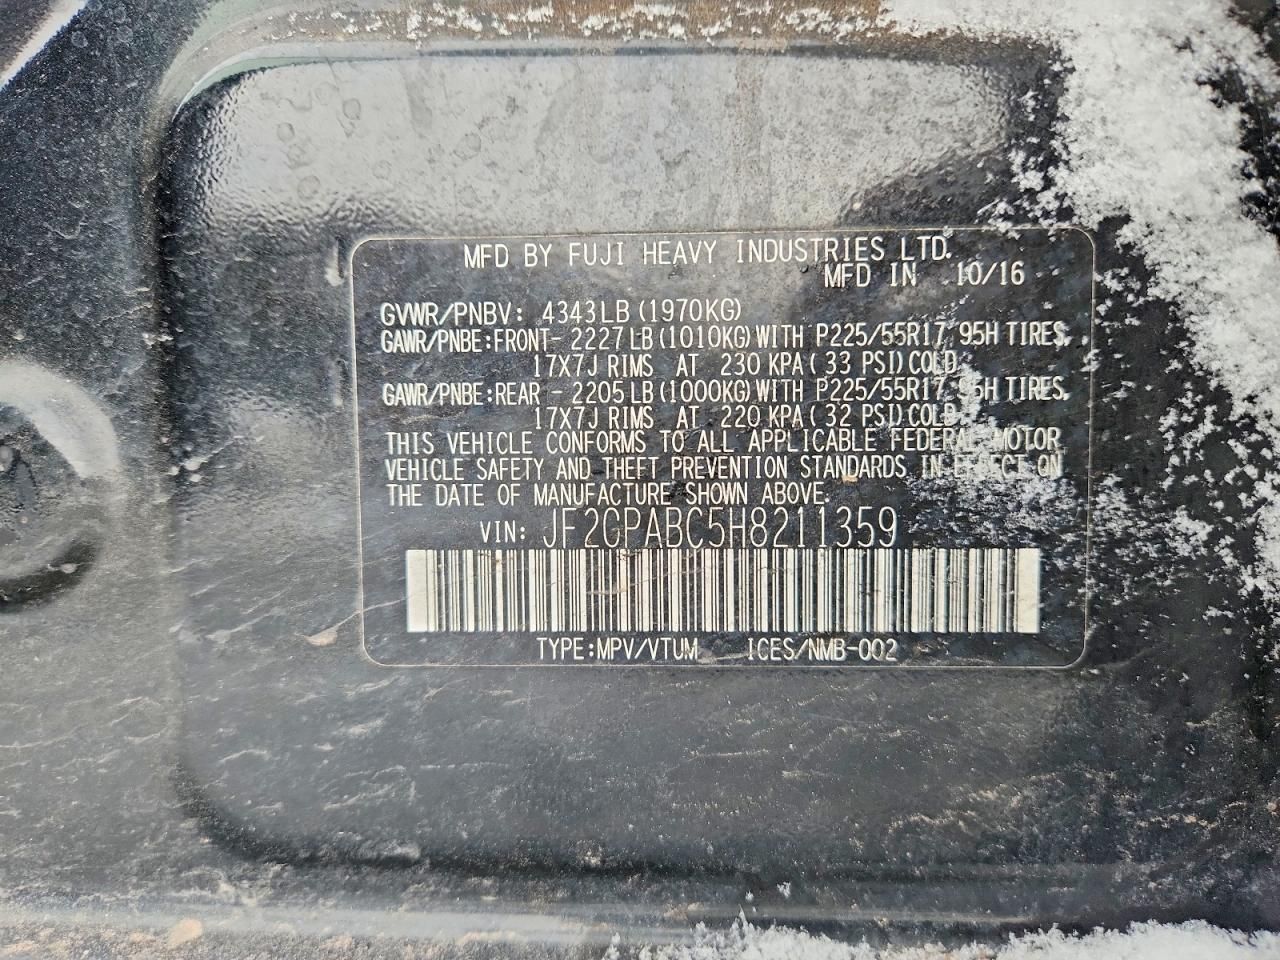 MFD BY FUJI HEAVY INDUSTRIES LTD.
MFD IN 10/16
GVWR/PNBV: 4343LB (1970KG)
GAWR/PNBE:FRONT- 2227LB(1010KG)WITH P225/55R17 95H TIRES.
17X7J RIMS AT 230 KPA( 33 PSI)COLD.
GAWR/PNBE:REAR - 2205LB(1000KG)WITH P225/55R17 95H TIRES.
17X7J RIMS AT 220 KPA( 32 PSI)COLD.
THIS VEHICLE CONFORMS TO ALL APPLICABLE FEDERAL MOTOR
VEHICLE SAFETY AND THEFT PREVENTION STANDARDS IN EFFECT ON
THE DATE OF MANUFACTURE SHOWN ABOVE.
VIN: JF2GPABC5H8211359
TYPE:MPV/VTUM ICES/NMB-002